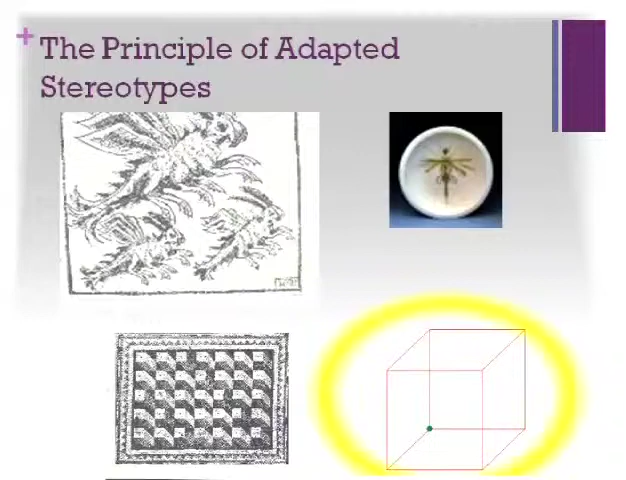 + The Principle of Adapted
Stereotypes